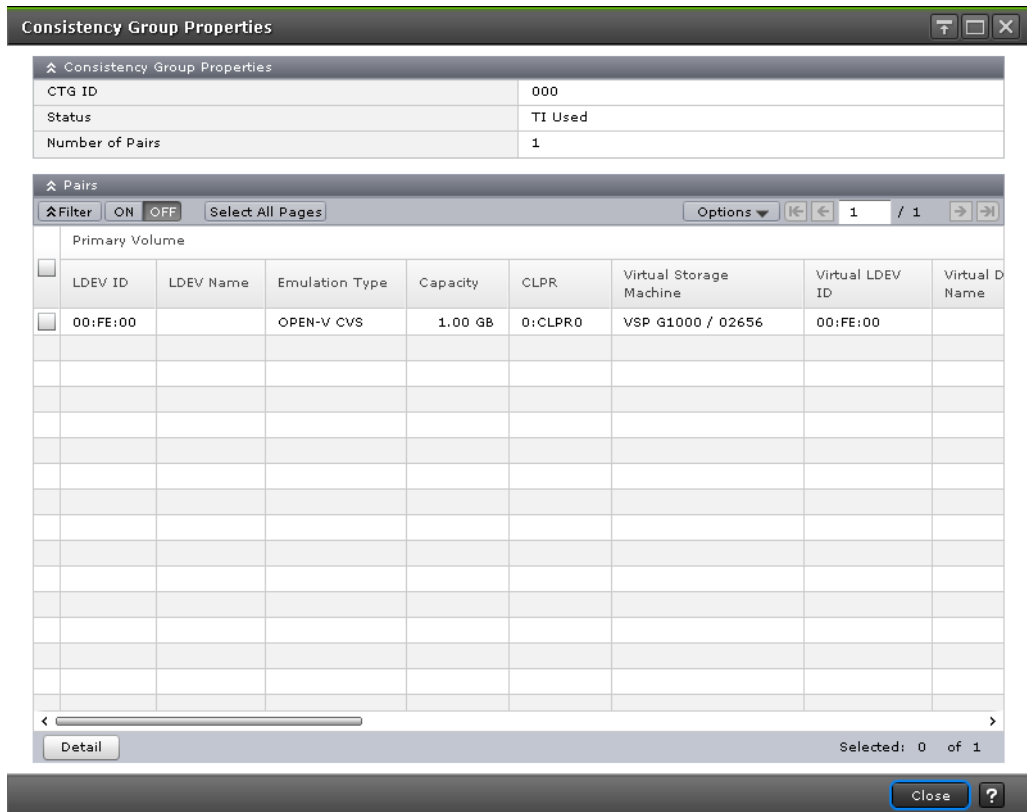 Consistency Group Properties
Consistency Group Properties
CTG ID 000
Status TI Used
Number of Pairs 1
Pairs
Filter ON OFF Select All Pages Options 1 / 1
Primary Volume
LDEV ID LDEV Name Emulation Type Capacity CLPR Virtual Storage Machine Virtual LDEV ID Virtual D Name
00:FE:00 OPEN-V CVS 1.00 GB 0:CLPR0 VSP G1000 / 02656 00:FE:00
Detail Selected: 0 of 1
Close ?